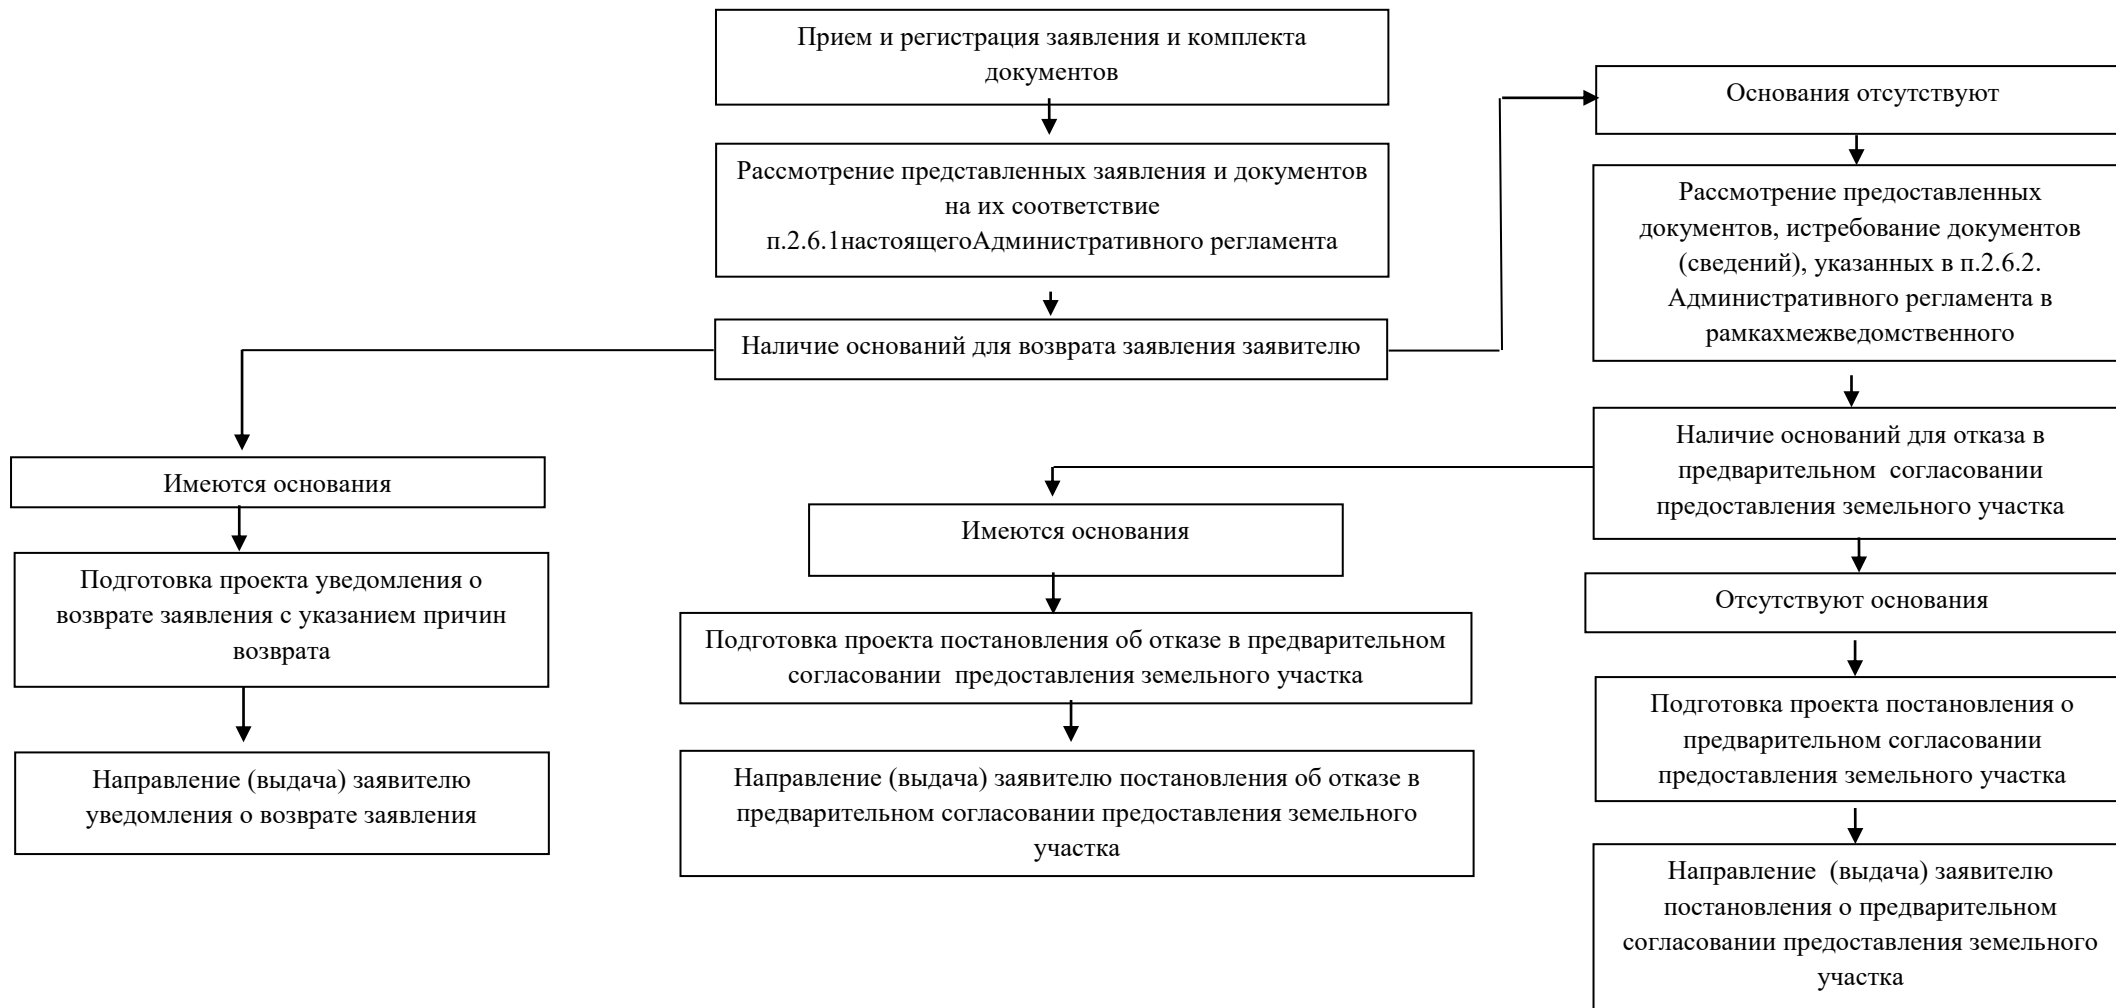 Прием и регистрация заявления и комплекта
документов
Рассмотрение представленных заявления и документов
на их соответствие
п.2.6.1настоящегоАдминистративного регламента
Наличие оснований для возврата заявления заявителю
Имеются основания
Подготовка проекта уведомления о
возврате заявления с указанием причин
возврата
Направление (выдача) заявителю
уведомления о возврате заявления
Основания отсутствуют
Рассмотрение предоставленных
документов, истребование документов
(сведений), указанных в п.2.6.2.
Административного регламента в
рамкахмежведомственного
Наличие оснований для отказа в
предварительном  согласовании
предоставления земельного участка
Имеются основания
Подготовка проекта постановления об отказе в предварительном
согласовании  предоставления земельного участка
Направление (выдача) заявителю постановления об отказе в
предварительном согласовании предоставления земельного
участка
Отсутствуют основания
Подготовка проекта постановления о
предварительном согласовании
предоставления земельного участка
Направление  (выдача) заявителю
постановления о предварительном
согласовании предоставления земельного
участка